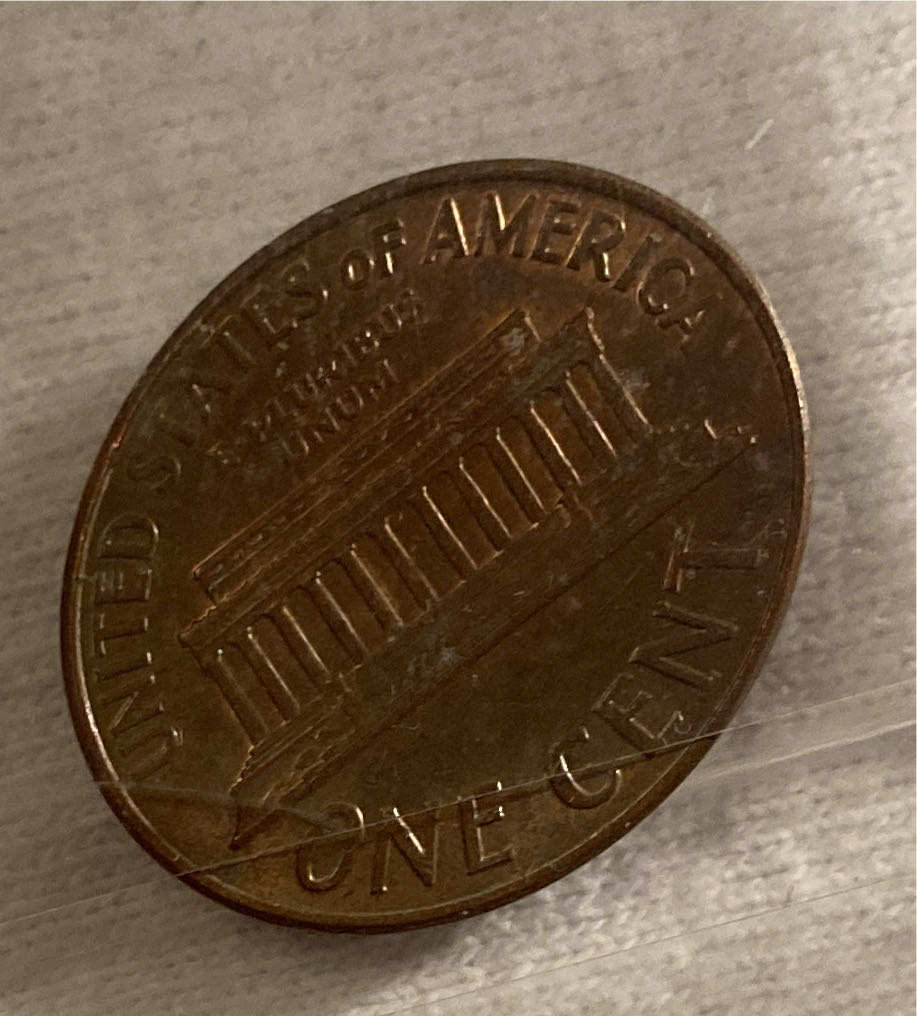 UNITED STATES OF AMERICA
E·PLURIBUS
UNUM
ONE CENT